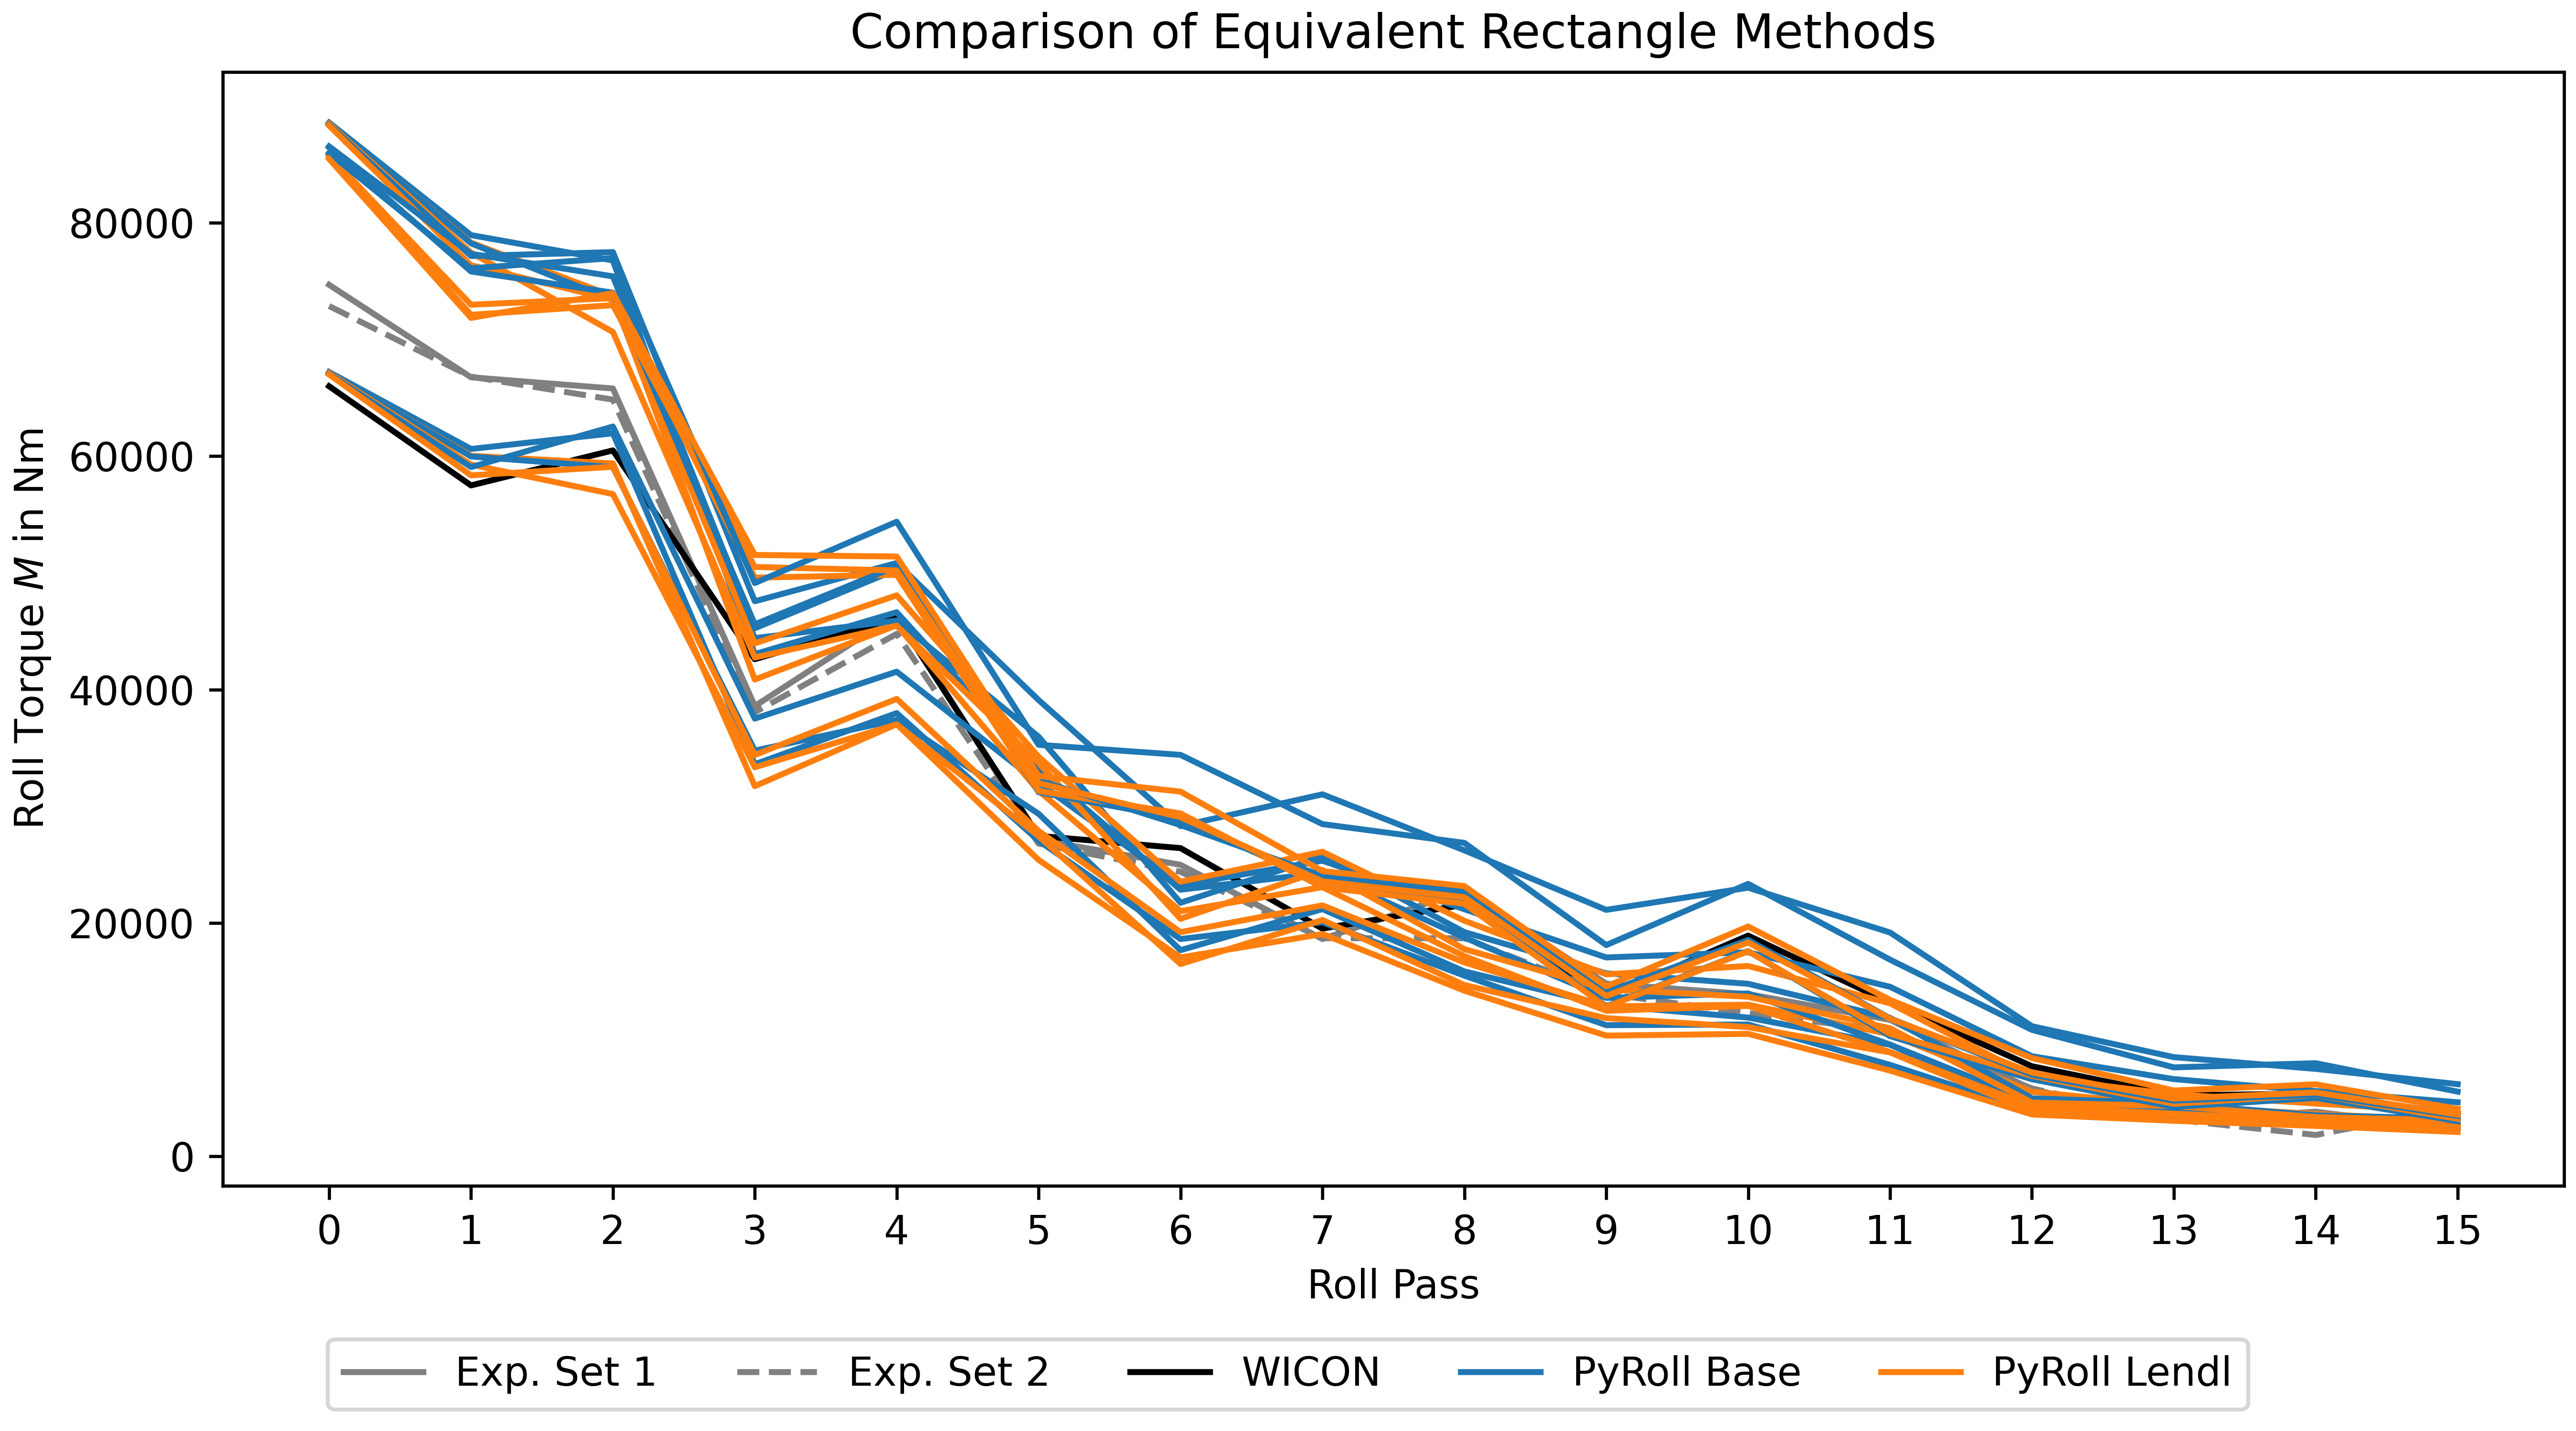 Comparison of Equivalent Rectangle Methods
Roll Torque M in Nm
80000
60000
40000
20000
0
0 1 2 3 4 5 6 7 8 9 10 11 12 13 14 15
Roll Pass
Exp. Set 1 Exp. Set 2 WICON PyRoll Base PyRoll Lendl